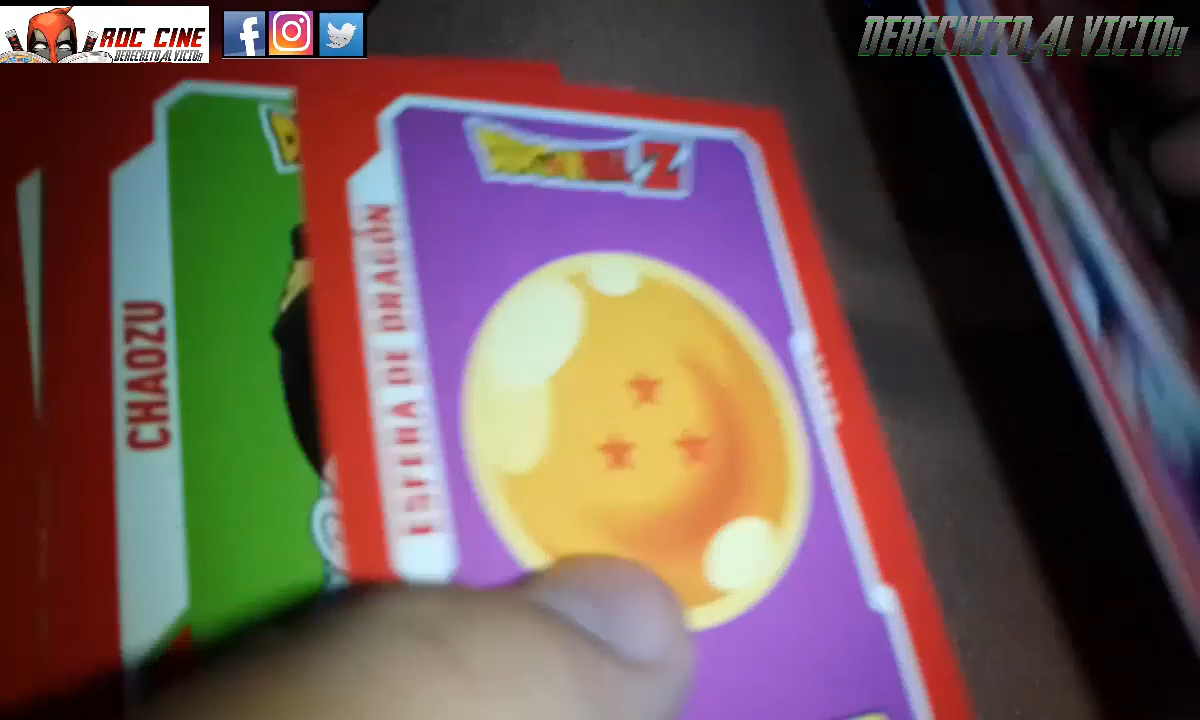 RDC CINE
DERECHITO AL VICIO!!
DERECHITO AL VICIO!!
CHAOZU
ESFERA DE DRAGÓN
Z